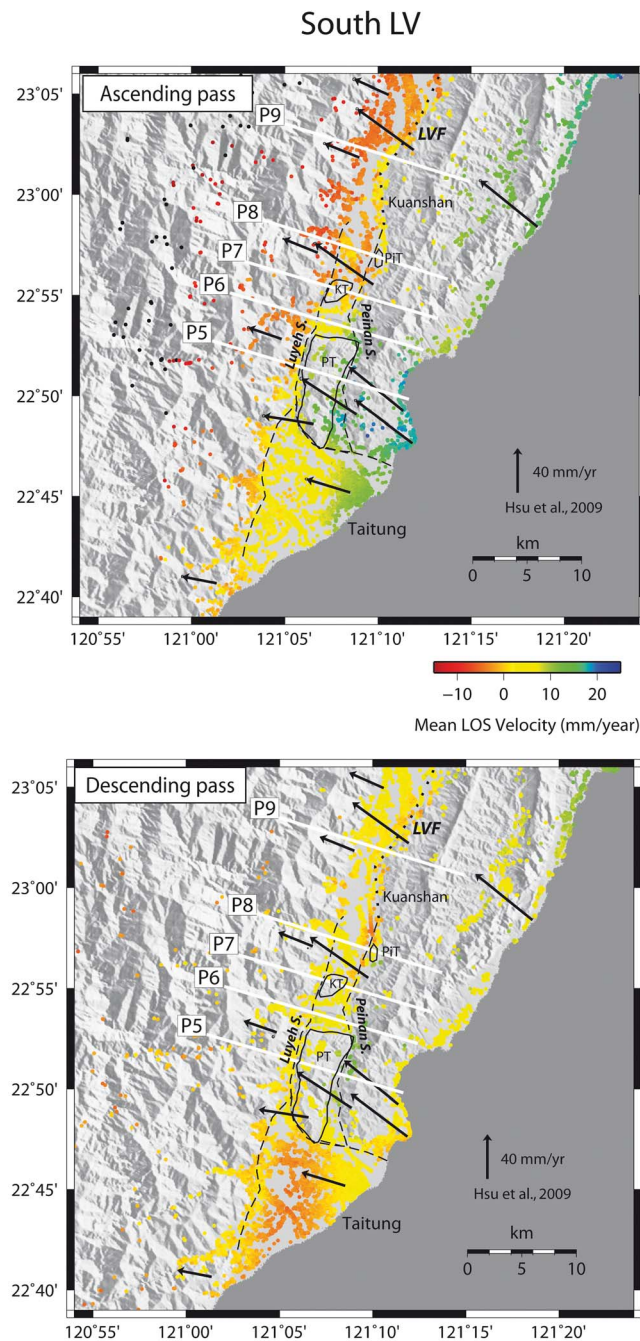 South LV
Ascending pass
23°05'
P9
LVF
23°00'
Kuanshan
P8
P7
PiT
22°55'
KT
P6
Luyeh S.
Peinan S.
P5
PT
22°50'
40 mm/yr
Hsu et al., 2009
22°45'
Taitung
km
0 5 10
22°40'
120°55' 121°00' 121°05' 121°10' 121°15' 121°20'
−10 0 10 20
Mean LOS Velocity (mm/year)
Descending pass
23°05'
P9
LVF
23°00'
Kuanshan
P8
P7
PiT
22°55'
KT
P6
Luyeh S.
Peinan S
P5
PT
22°50'
40 mm/yr
Hsu et al., 2009
22°45'
Taitung
km
0 5 10
22°40'
120°55' 121°00' 121°05' 121°10' 121°15' 121°20'